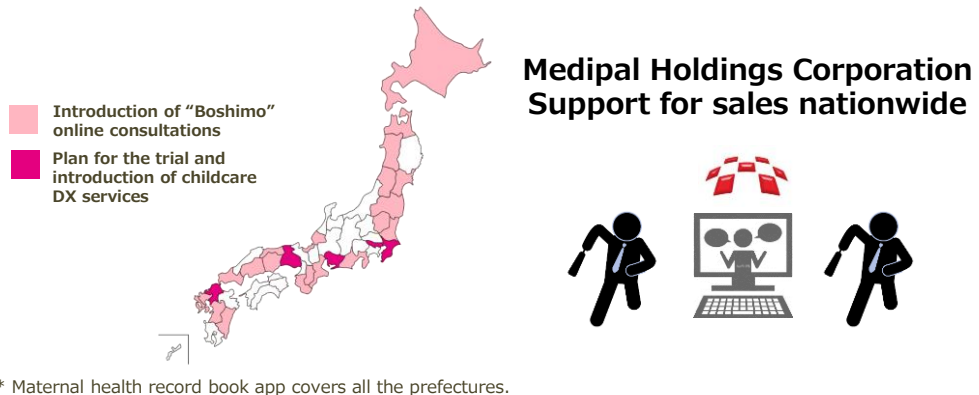 Medipal Holdings Corporation
Support for sales nationwide
Introduction of “Boshimo”
online consultations
Plan for the trial and
introduction of childcare
DX services
* Maternal health record book app covers all the prefectures.